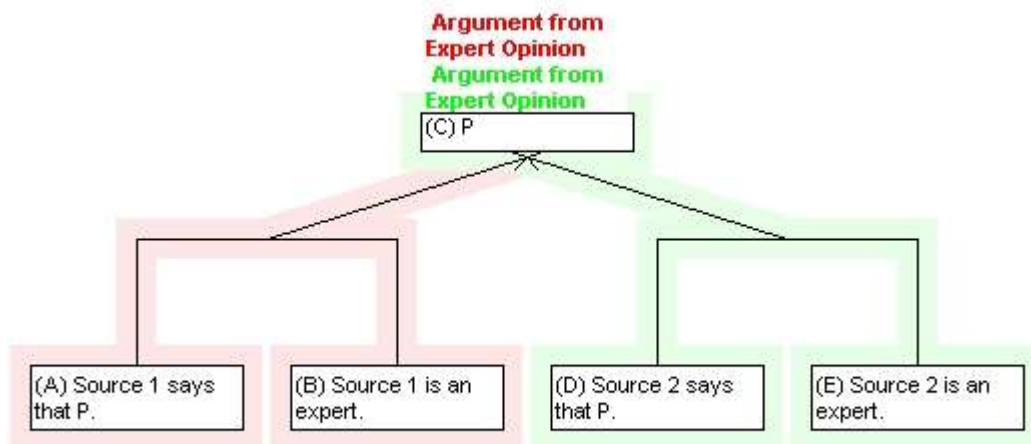 Argument from
Expert Opinion
Argument from
Expert Opinion
(C) P
(A) Source 1 says
that P.
(B) Source 1 is an
expert.
(D) Source 2 says
that P.
(E) Source 2 is an
expert.